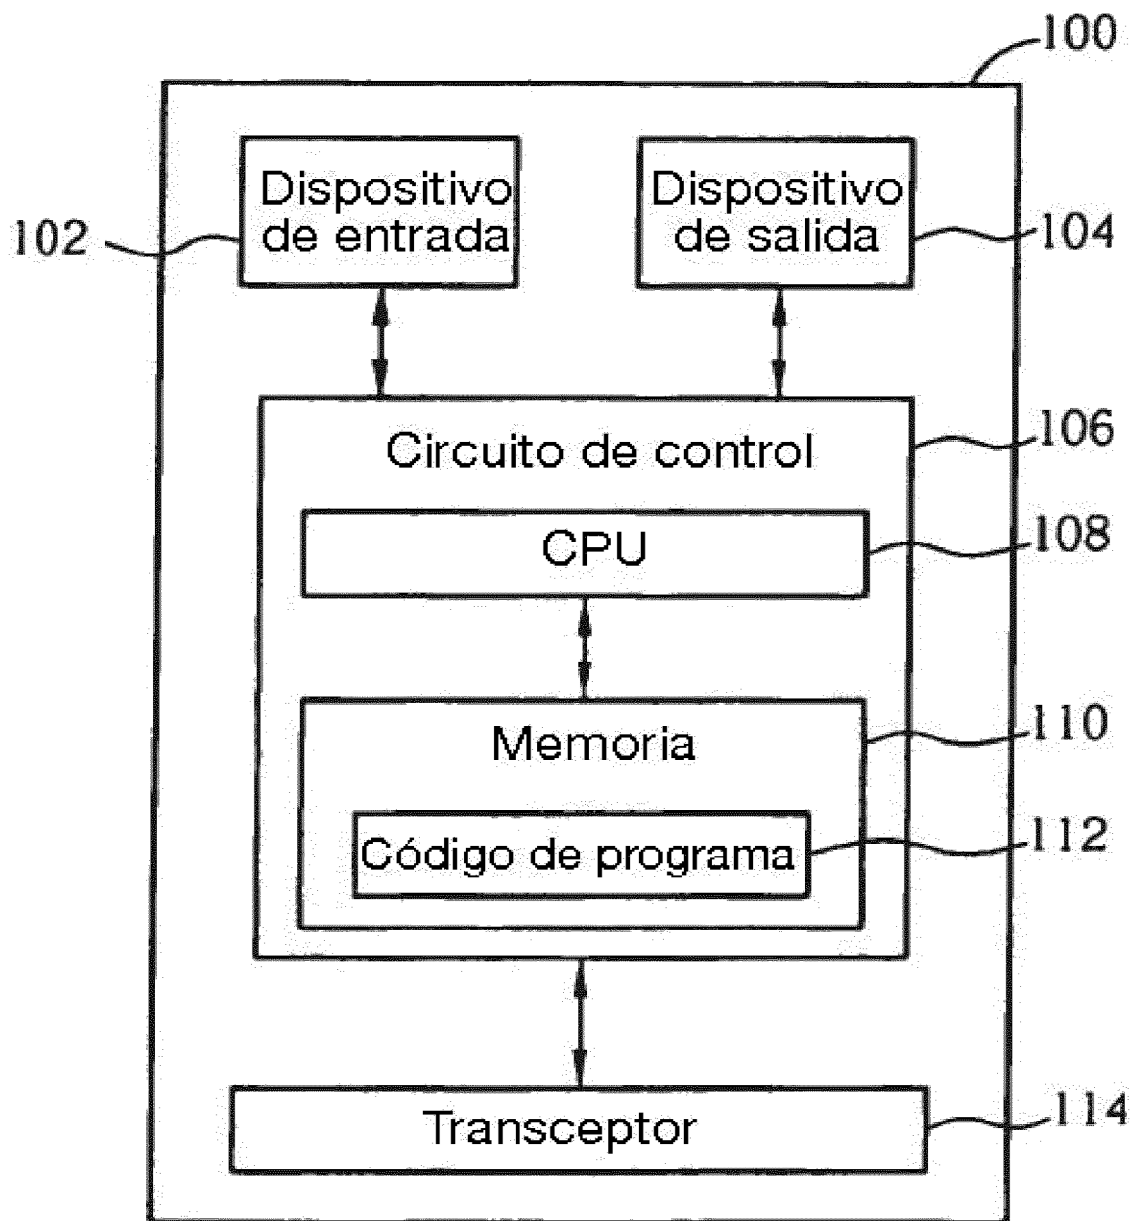 100
Dispositivo
de entrada
Dispositivo
de salida
102
104
Circuito de control
106
CPU
108
Memoria
110
Código de programa
112
Transceptor
114